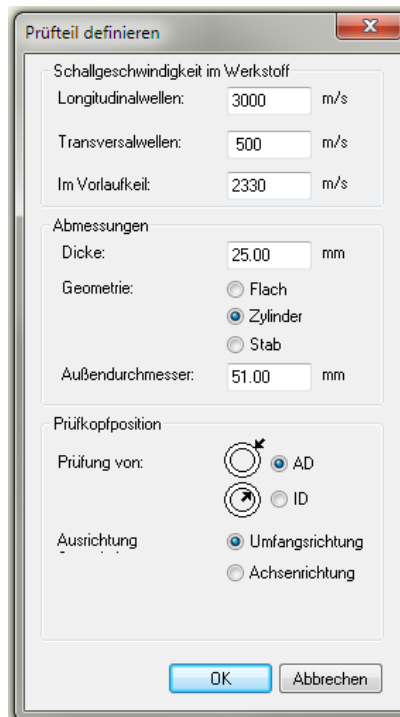 Prüfteil definieren
Schallgeschwindigkeit im Werkstoff
Longitudinalwellen: 3000 m/s
Transversalwellen: 500 m/s
Im Vorlaufkeil: 2330 m/s
Abmessungen
Dicke: 25.00 mm
Geometrie: Flach
Zylinder
Stab
Außendurchmesser: 51.00 mm
Prüfkopfposition
Prüfung von: AD
ID
Ausrichtung Umfangsrichtung
Achsenrichtung
OK Abbrechen